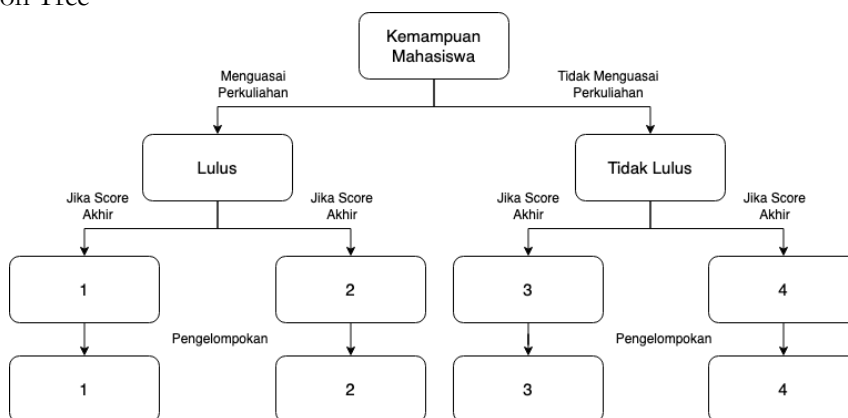 Kemampuan
Mahasiswa
Menguasai
Perkuliahan
Tidak Menguasai
Perkuliahan
Lulus
Tidak Lulus
Jika Score
Akhir
Jika Score
Akhir
Jika Score
Akhir
Jika Score
Akhir
1
2
3
4
Pengelompokan
Pengelompokan
1
2
3
4